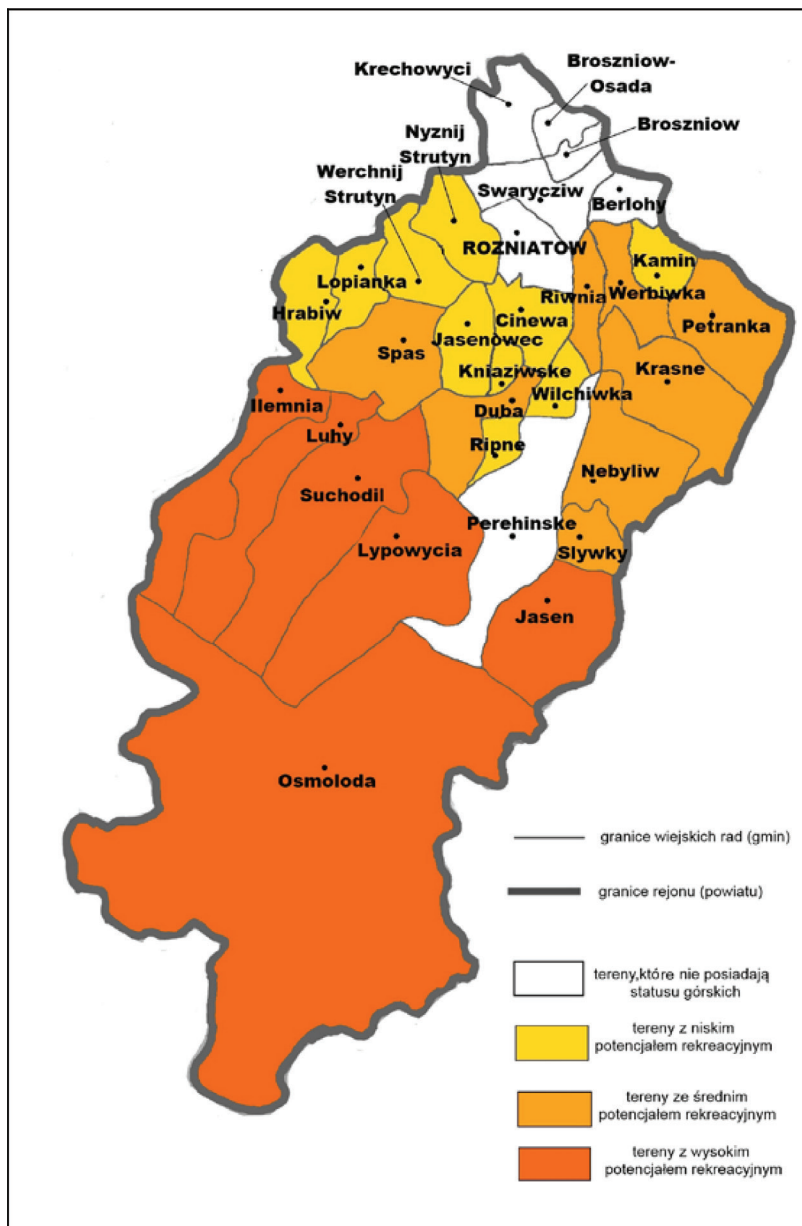 Krechowyci
Broszniow-
Osada
Broszniow
Nyznij
Strutyn
Werchnij
Strutyn
Swarycziw
Berlohy
ROZNIATOW
Kamin
Lopianka
Riwnia
Werbiwka
Hrabiw
Cinewa
Petranka
Jasenowec
Spas
Krasne
Kniaziwske
Ilemnia
Wilchiwka
Duba
Luhy
Ripne
Nebyliw
Suchodil
Perehinske
Lypowycia
Slywky
Jasen
Osmoloda
granice wiejskich rad (gmin)
granice rejonu (powiatu)
tereny,które nie posiadają
statusu górskich
tereny z niskim
potencjałem rekreacyjnym
tereny ze średnim
potencjałem rekreacyjnym
tereny z wysokim
potencjałem rekreacyjnym